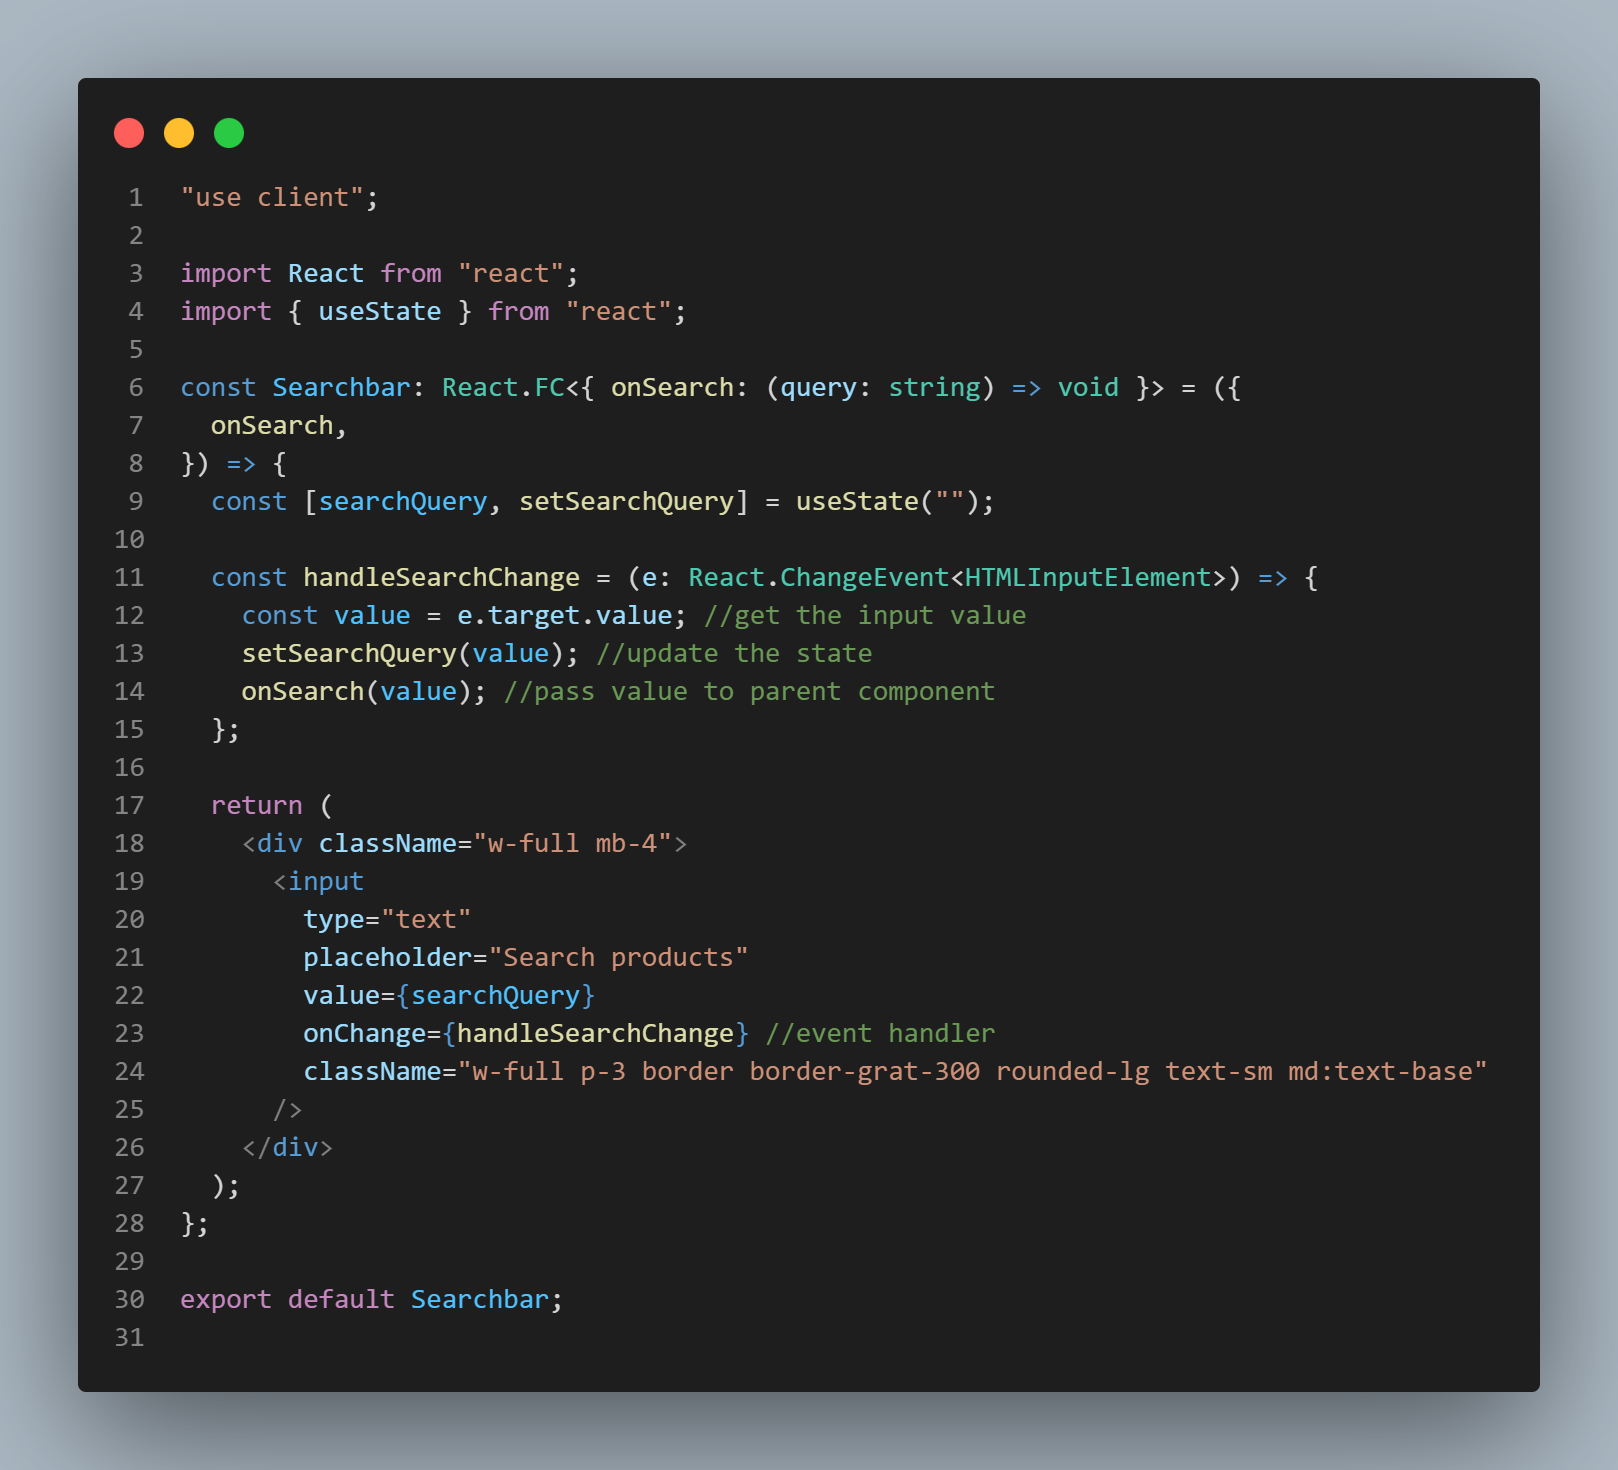 1 "use client";
2
3 import React from "react";
4 import { useState } from "react";
5
6 const Searchbar: React.FC<{ onSearch: (query: string) => void }> = ({
7   onSearch,
8 }) => {
9   const [searchQuery, setSearchQuery] = useState("");
10
11   const handleSearchChange = (e: React.ChangeEvent<HTMLInputElement>) => {
12     const value = e.target.value; //get the input value
13     setSearchQuery(value); //update the state
14     onSearch(value); //pass value to parent component
15   };
16
17   return (
18     <div className="w-full mb-4">
19       <input
20         type="text"
21         placeholder="Search products"
22         value={searchQuery}
23         onChange={handleSearchChange} //event handler
24         className="w-full p-3 border border-grat-300 rounded-lg text-sm md:text-base"
25       />
26     </div>
27   );
28 };
29
30 export default Searchbar;
31